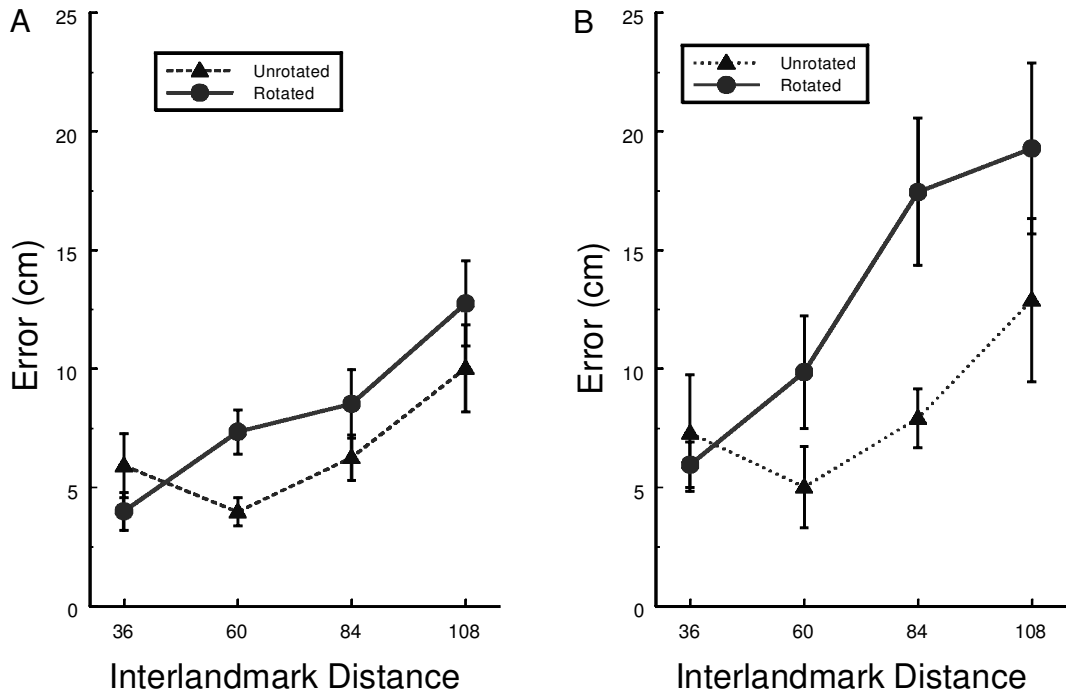 A
25
20
15
10
5
0
Error (cm)
Unrotated
Rotated
36 60 84 108
Interlandmark Distance
B
25
20
15
10
5
0
Error (cm)
Unrotated
Rotated
36 60 84 108
Interlandmark Distance